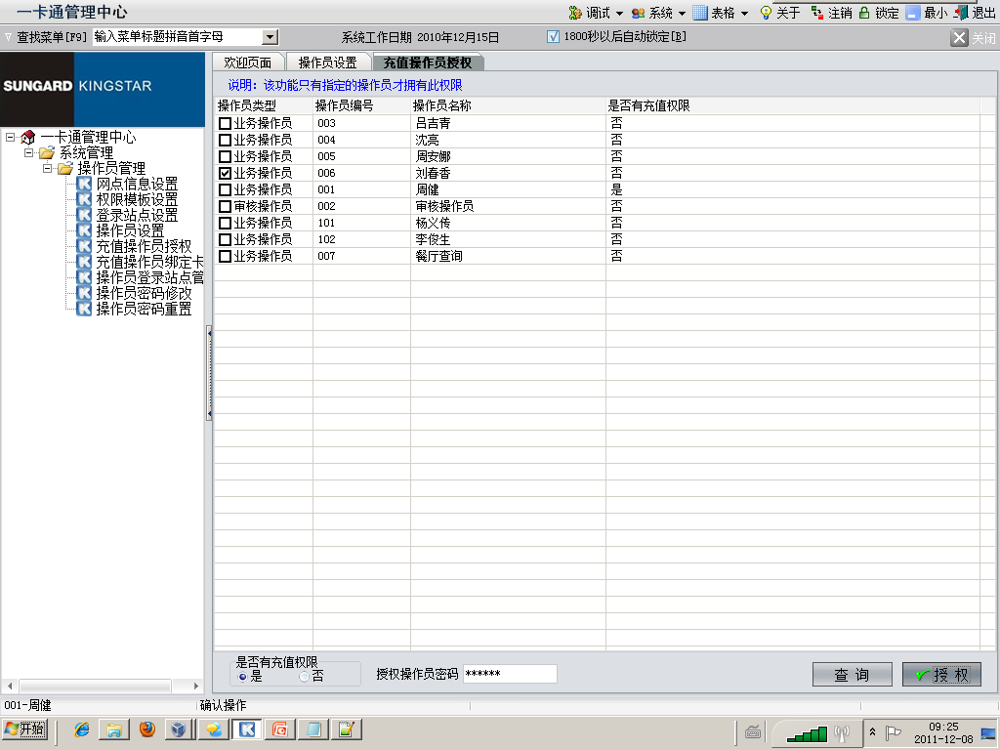 一卡通管理中心
调试 系统 表格 关于 注销 锁定 最小 退出
查找菜单[F9] 输入菜单标题拼音首字母 系统工作日期 2010年12月15日 1800秒以后自动锁定[B] 关闭
SUNGARD KINGSTAR
一卡通管理中心
系统管理
操作员管理
网点信息设置
权限模板设置
登录站点设置
操作员设置
充值操作员授权
充值操作员绑定卡
操作员登录站点管
操作员密码修改
操作员密码重置
欢迎页面 操作员设置 充值操作员授权
说明：该功能只有指定的操作员才拥有此权限
操作员类型 操作员编号 操作员名称 是否有充值权限
业务操作员 003 吕吉青 否
业务操作员 004 沈亮 否
业务操作员 005 周安娜 否
业务操作员 006 刘春香 否
业务操作员 001 周健 是
审核操作员 002 审核操作员 否
业务操作员 101 杨义传 否
业务操作员 102 李俊生 否
业务操作员 007 餐厅查询 否
是否有充值权限
是 否
授权操作员密码 ******
查 询 授 权
001-周健 确认操作
开始
09:25
2011-12-08